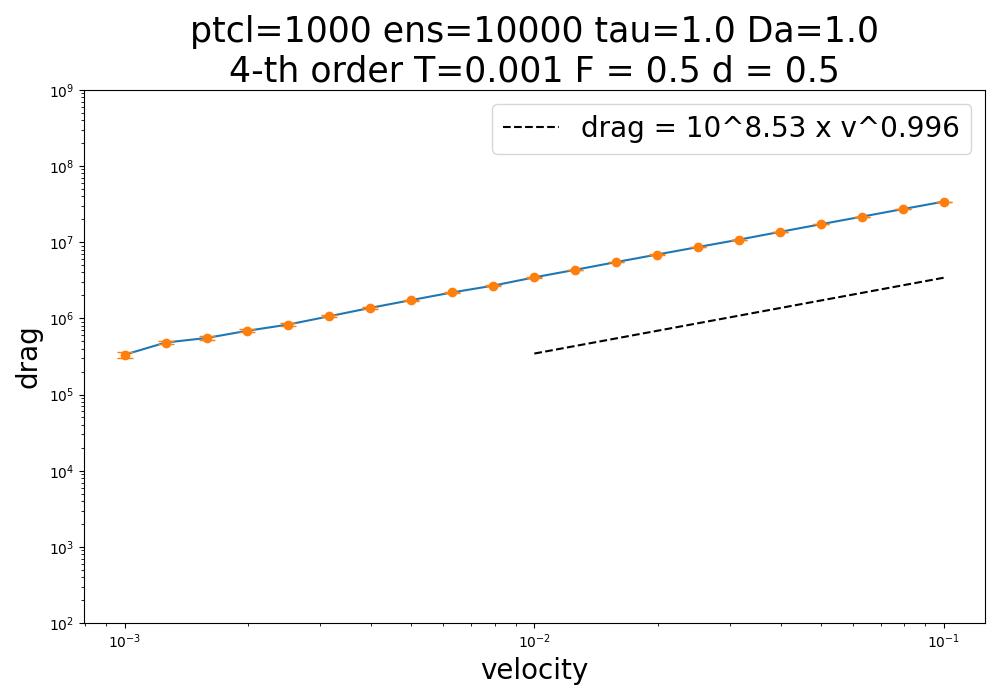 ptcl=1000 ens=10000 tau=1.0 Da=1.0
4-th order T=0.001 F = 0.5 d = 0.5
drag = 10^8.53 x v^0.996
10⁹
10⁸
10⁷
10⁶
10⁵
10⁴
10³
10²
drag
10⁻³
10⁻²
10⁻¹
velocity